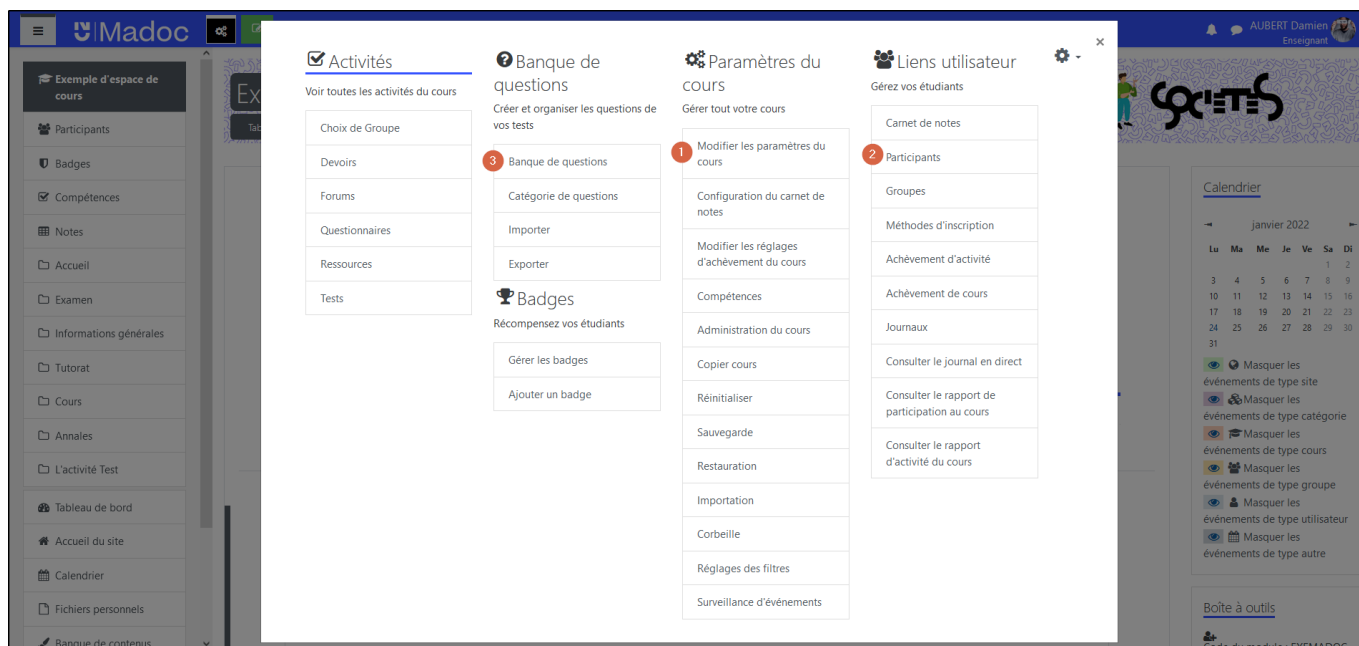 Madoc
AUBERT Damien
Enseignant
Exemple d'espace de
cours
Participants
Badges
Compétences
Notes
Accueil
Examen
Informations générales
Tutorat
Cours
Annales
L'activité Test
Tableau de bord
Accueil du site
Calendrier
Fichiers personnels
Banque de contenus
Ex
Tab
Activités
Voir toutes les activités du cours
Choix de Groupe
Devoirs
Forums
Questionnaires
Ressources
Tests
Banque de
questions
Créer et organiser les questions de
vos tests
3 Banque de questions
Catégorie de questions
Importer
Exporter
Badges
Récompensez vos étudiants
Gérer les badges
Ajouter un badge
Paramètres du
cours
Gérer tout votre cours
1 Modifier les paramètres du
cours
Configuration du carnet de
notes
Modifier les réglages
d'achèvement du cours
Compétences
Administration du cours
Copier cours
Réinitialiser
Sauvegarde
Restauration
Importation
Corbeille
Réglages des filtres
Surveillance d'événements
Liens utilisateur
Gérez vos étudiants
Carnet de notes
2 Participants
Groupes
Méthodes d'inscription
Achèvement d'activité
Achèvement de cours
Journaux
Consulter le journal en direct
Consulter le rapport de
participation au cours
Consulter le rapport
d'activité du cours
×
SOCIETES
Calendrier
◄ janvier 2022 ►
Lu Ma Me Je Ve Sa Di
1 2
3 4 5 6 7 8 9
10 11 12 13 14 15 16
17 18 19 20 21 22 23
24 25 26 27 28 29 30
31
Masquer les
événements de type site
Masquer les
événements de type catégorie
Masquer les
événements de type cours
Masquer les
événements de type groupe
Masquer les
événements de type utilisateur
Masquer les
événements de type autre
Boîte à outils
Code du module : EXEMADOC